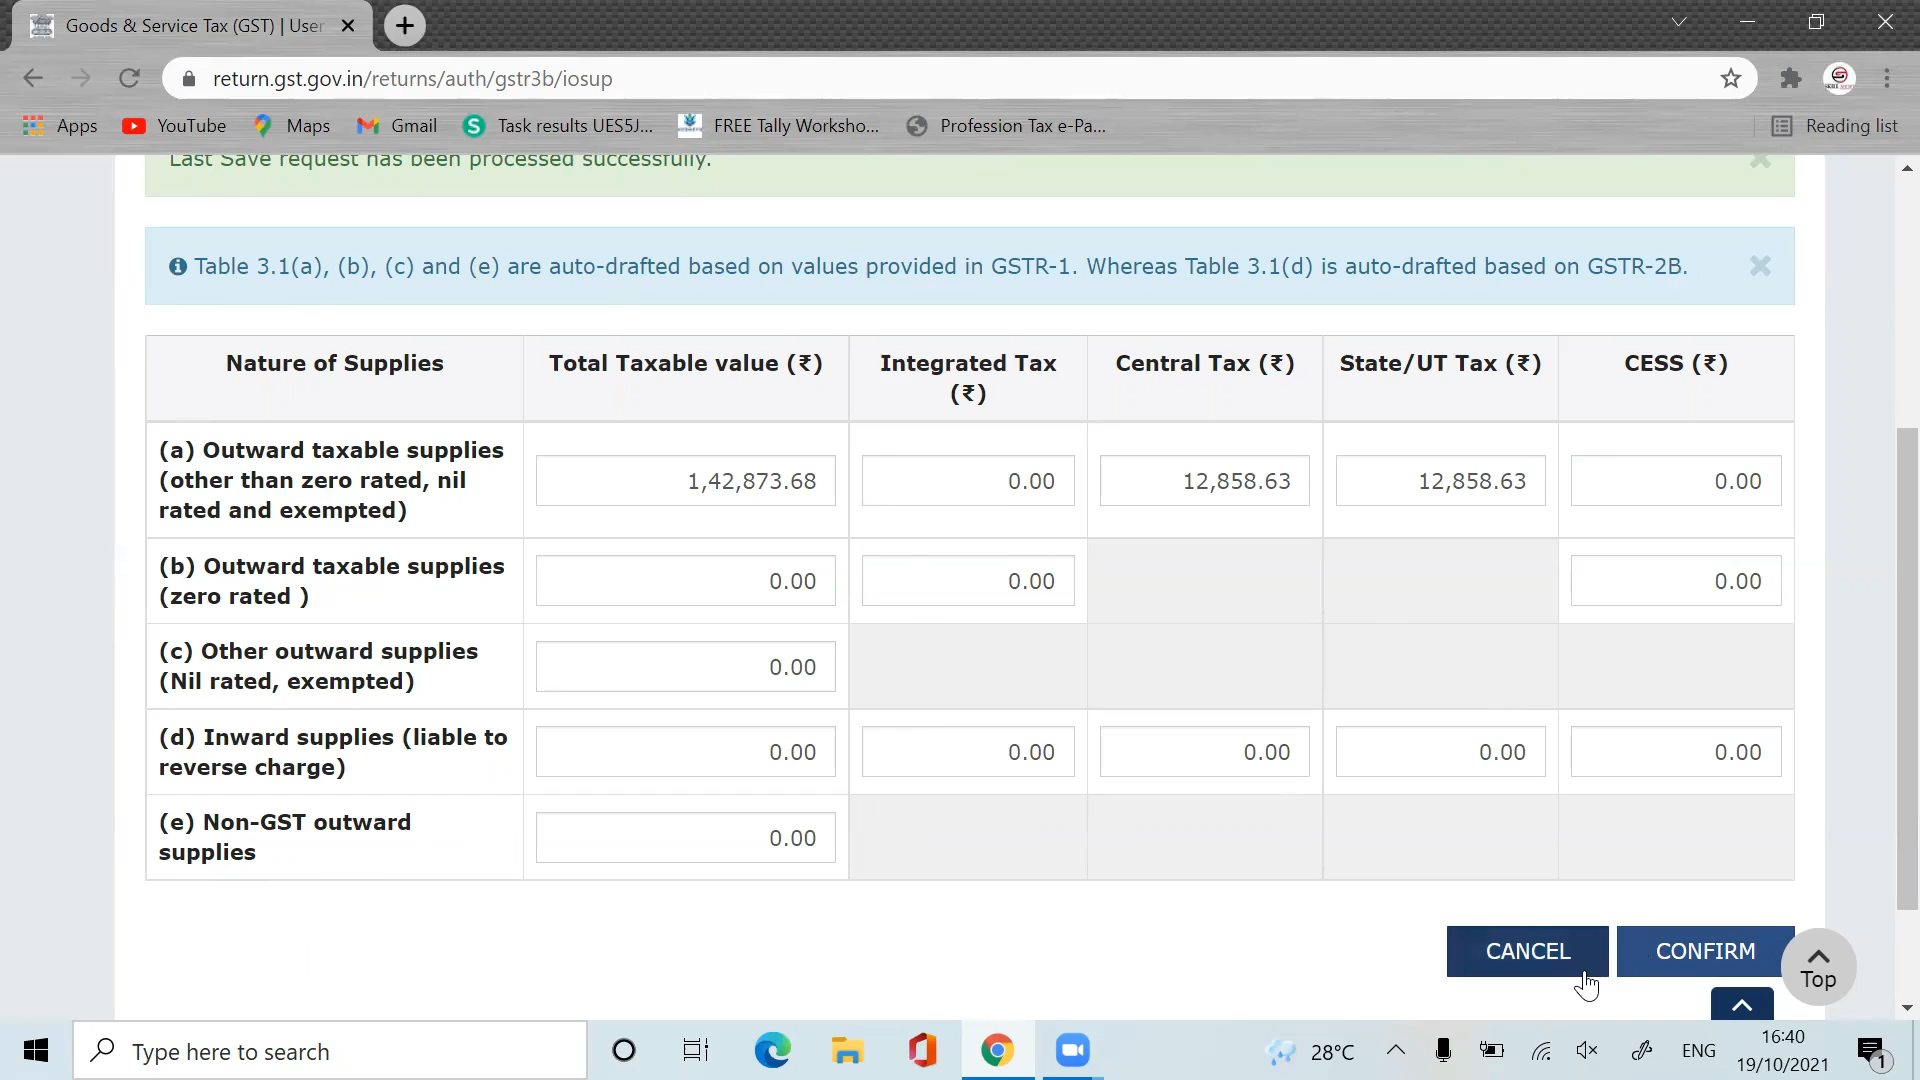 Goods & Service Tax (GST) | User
return.gst.gov.in/returns/auth/gstr3b/iosup
Apps YouTube Maps Gmail Task results UES5J... FREE Tally Worksho... Profession Tax e-Pa... Reading list
Last Save request has been processed successfully.
Table 3.1(a), (b), (c) and (e) are auto-drafted based on values provided in GSTR-1. Whereas Table 3.1(d) is auto-drafted based on GSTR-2B.
Nature of Supplies Total Taxable value (₹) Integrated Tax (₹) Central Tax (₹) State/UT Tax (₹) CESS (₹)
(a) Outward taxable supplies
(other than zero rated, nil
rated and exempted)
1,42,873.68 0.00 12,858.63 12,858.63 0.00
(b) Outward taxable supplies
(zero rated )
0.00 0.00 0.00
(c) Other outward supplies
(Nil rated, exempted)
0.00
(d) Inward supplies (liable to
reverse charge)
0.00 0.00 0.00 0.00 0.00
(e) Non-GST outward
supplies
0.00
CANCEL CONFIRM
Top
Type here to search
28°C
ENG
16:40
19/10/2021
1